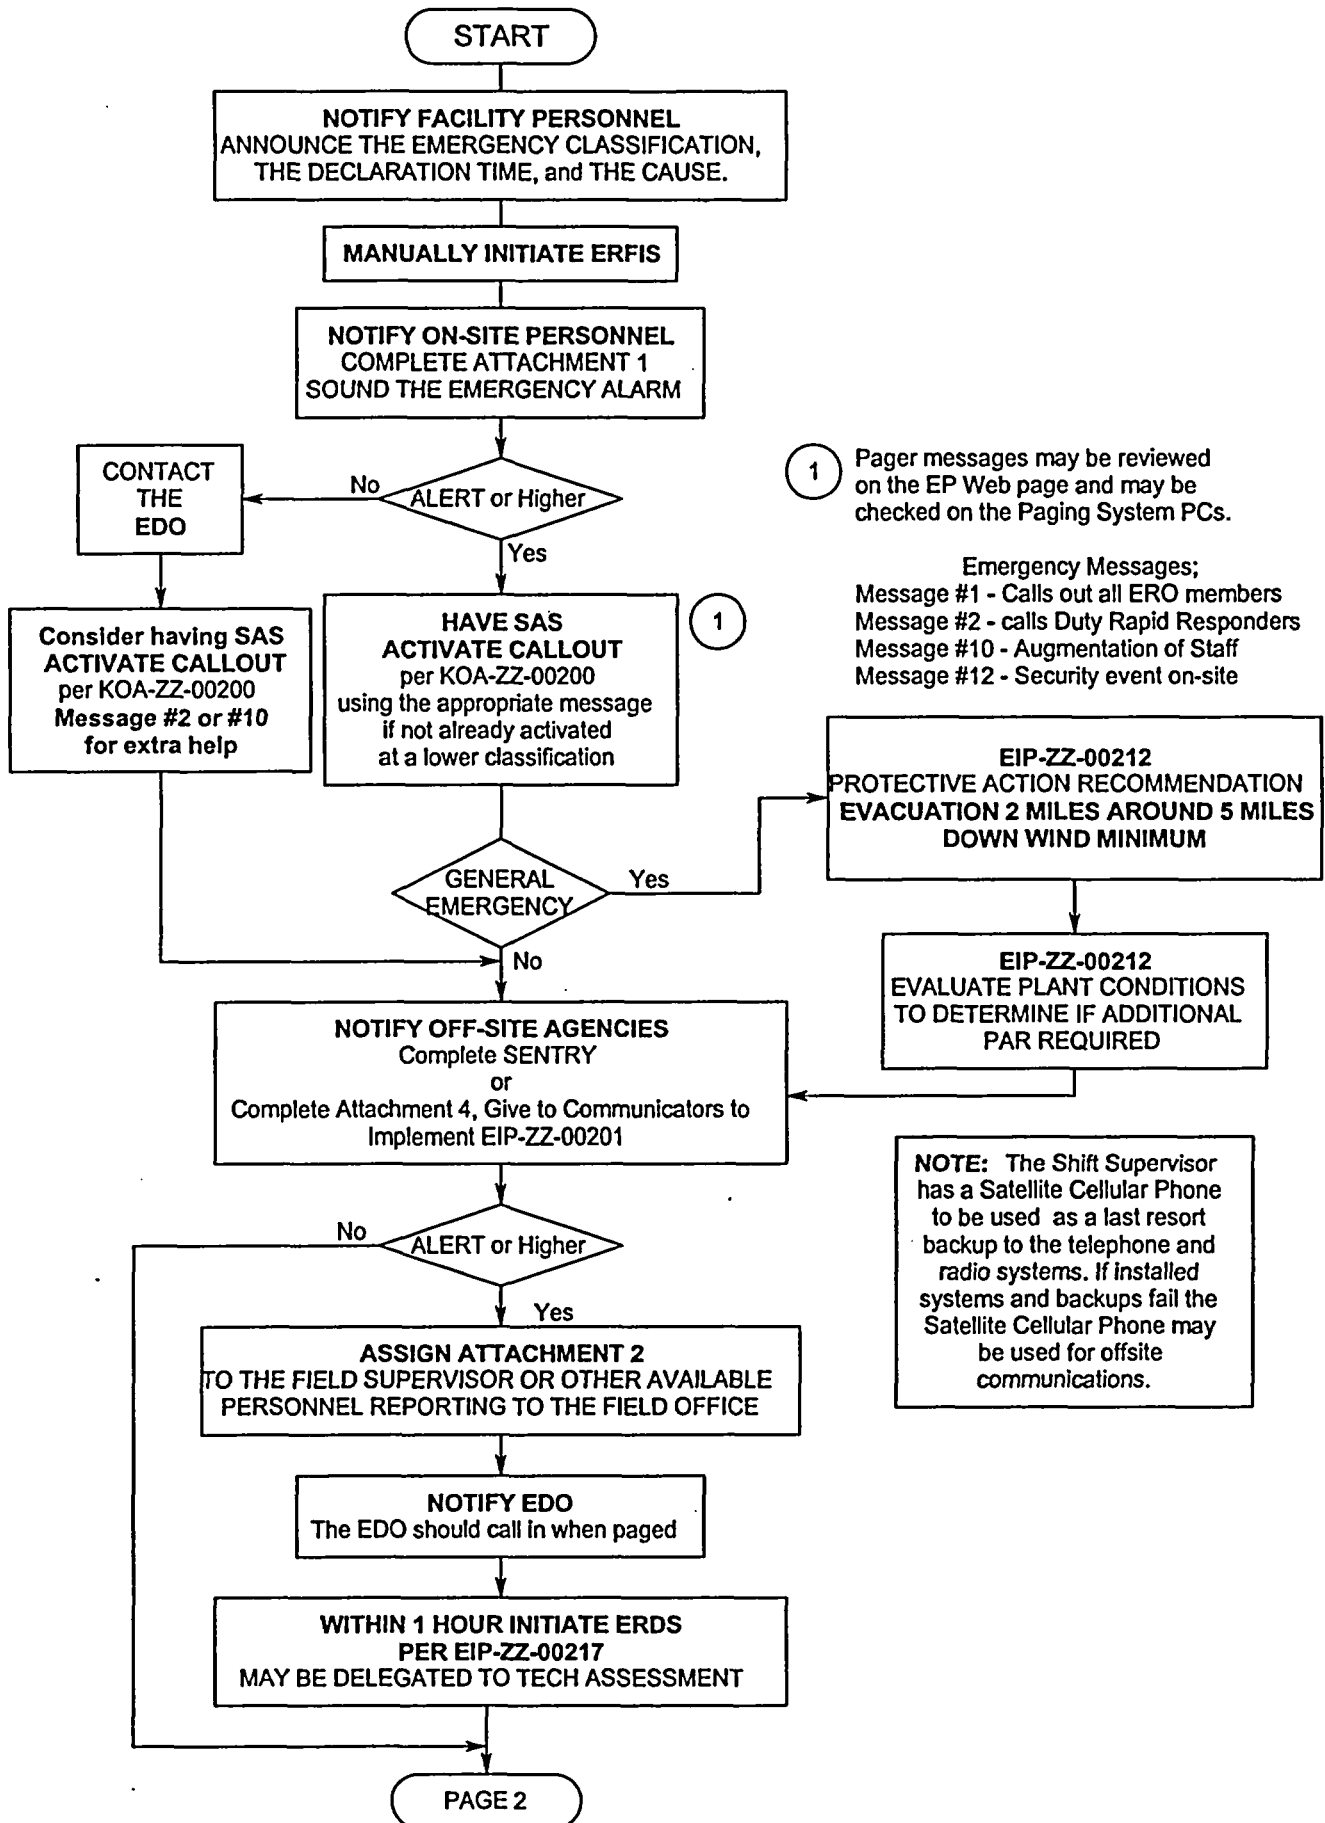 START
NOTIFY FACILITY PERSONNEL
ANNOUNCE THE EMERGENCY CLASSIFICATION,
THE DECLARATION TIME, and THE CAUSE.
MANUALLY INITIATE ERFIS
NOTIFY ON-SITE PERSONNEL
COMPLETE ATTACHMENT 1
SOUND THE EMERGENCY ALARM
ALERT or Higher
No
Yes
CONTACT
THE
EDO
Consider having SAS
ACTIVATE CALLOUT
per KOA-ZZ-00200
Message #2 or #10
for extra help
HAVE SAS
ACTIVATE CALLOUT
per KOA-ZZ-00200
using the appropriate message
if not already activated
at a lower classification
1
1
Pager messages may be reviewed
on the EP Web page and may be
checked on the Paging System PCs.
Emergency Messages;
Message #1 - Calls out all ERO members
Message #2 - calls Duty Rapid Responders
Message #10 - Augmentation of Staff
Message #12 - Security event on-site
GENERAL
EMERGENCY
Yes
No
EIP-ZZ-00212
PROTECTIVE ACTION RECOMMENDATION
EVACUATION 2 MILES AROUND 5 MILES
DOWN WIND MINIMUM
EIP-ZZ-00212
EVALUATE PLANT CONDITIONS
TO DETERMINE IF ADDITIONAL
PAR REQUIRED
NOTIFY OFF-SITE AGENCIES
Complete SENTRY
or
Complete Attachment 4, Give to Communicators to
Implement EIP-ZZ-00201
NOTE: The Shift Supervisor
has a Satellite Cellular Phone
to be used as a last resort
backup to the telephone and
radio systems. If installed
systems and backups fail the
Satellite Cellular Phone may
be used for offsite
communications.
ALERT or Higher
No
Yes
ASSIGN ATTACHMENT 2
TO THE FIELD SUPERVISOR OR OTHER AVAILABLE
PERSONNEL REPORTING TO THE FIELD OFFICE
NOTIFY EDO
The EDO should call in when paged
WITHIN 1 HOUR INITIATE ERDS
PER EIP-ZZ-00217
MAY BE DELEGATED TO TECH ASSESSMENT
PAGE 2